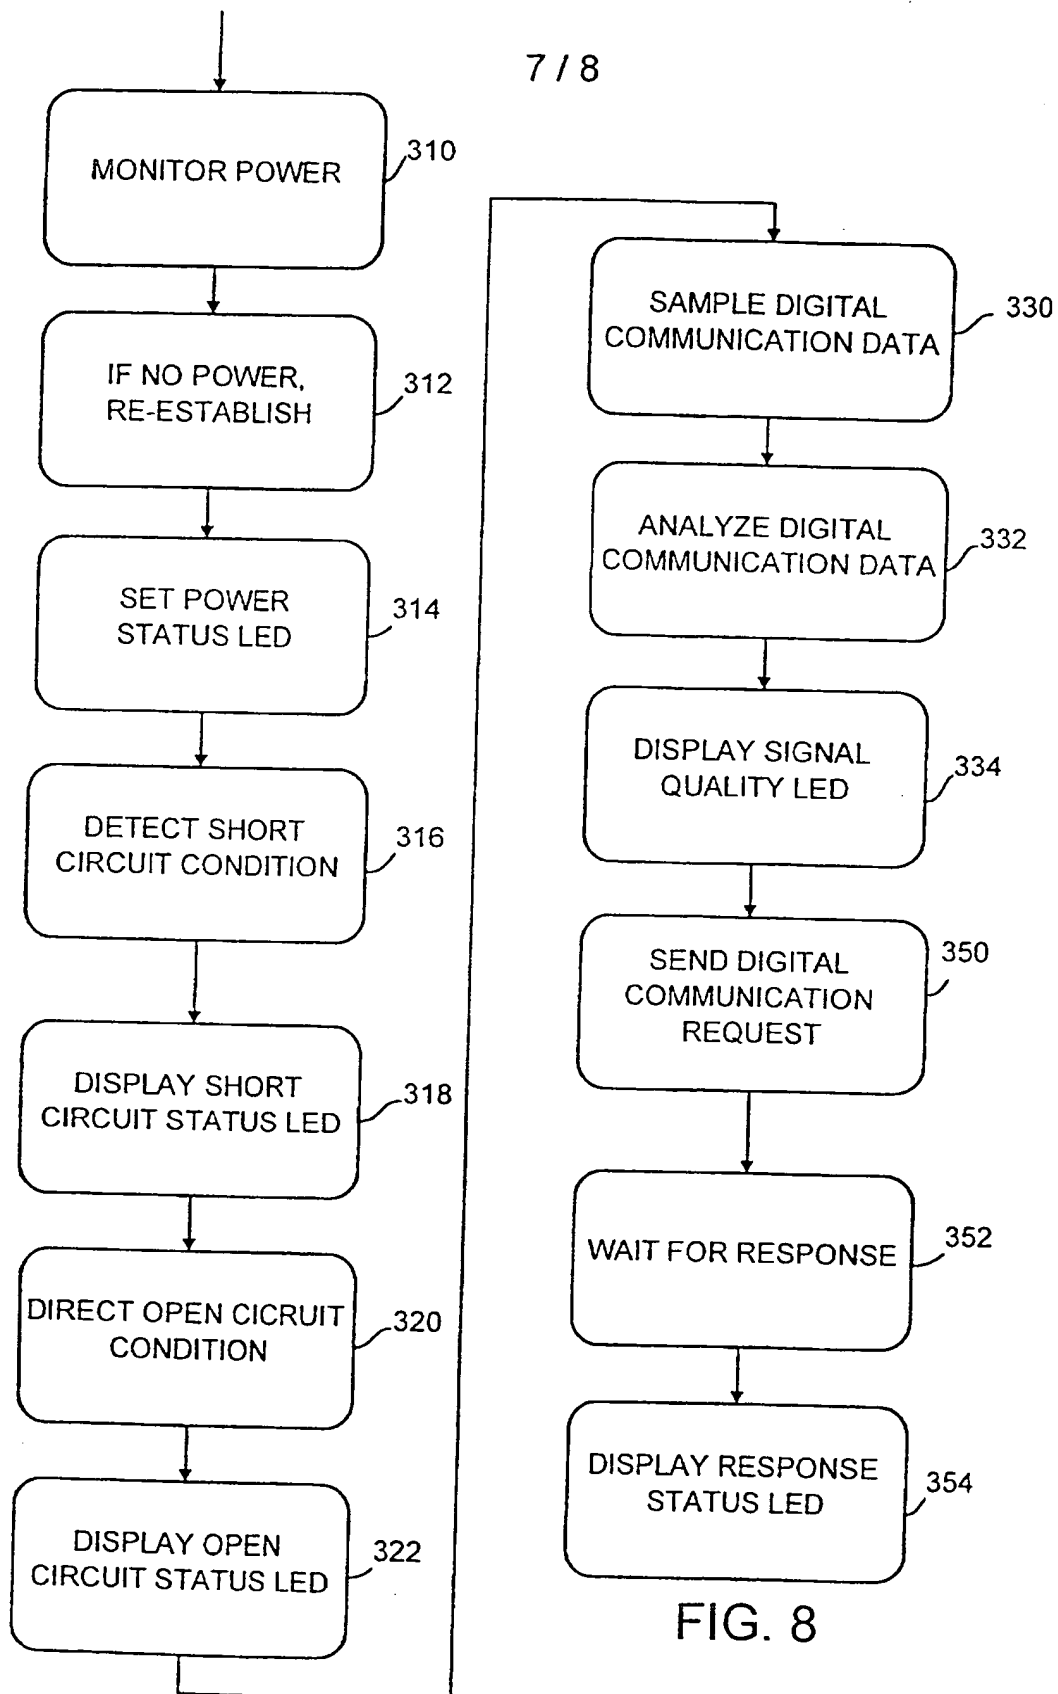 7 / 8
MONITOR POWER
310
IF NO POWER,
RE-ESTABLISH
312
SET POWER
STATUS LED
314
DETECT SHORT
CIRCUIT CONDITION
316
DISPLAY SHORT
CIRCUIT STATUS LED
318
DIRECT OPEN CICRUIT
CONDITION
320
DISPLAY OPEN
CIRCUIT STATUS LED
322
SAMPLE DIGITAL
COMMUNICATION DATA
330
ANALYZE DIGITAL
COMMUNICATION DATA
332
DISPLAY SIGNAL
QUALITY LED
334
SEND DIGITAL
COMMUNICATION
REQUEST
350
WAIT FOR RESPONSE
352
DISPLAY RESPONSE
STATUS LED
354
FIG. 8